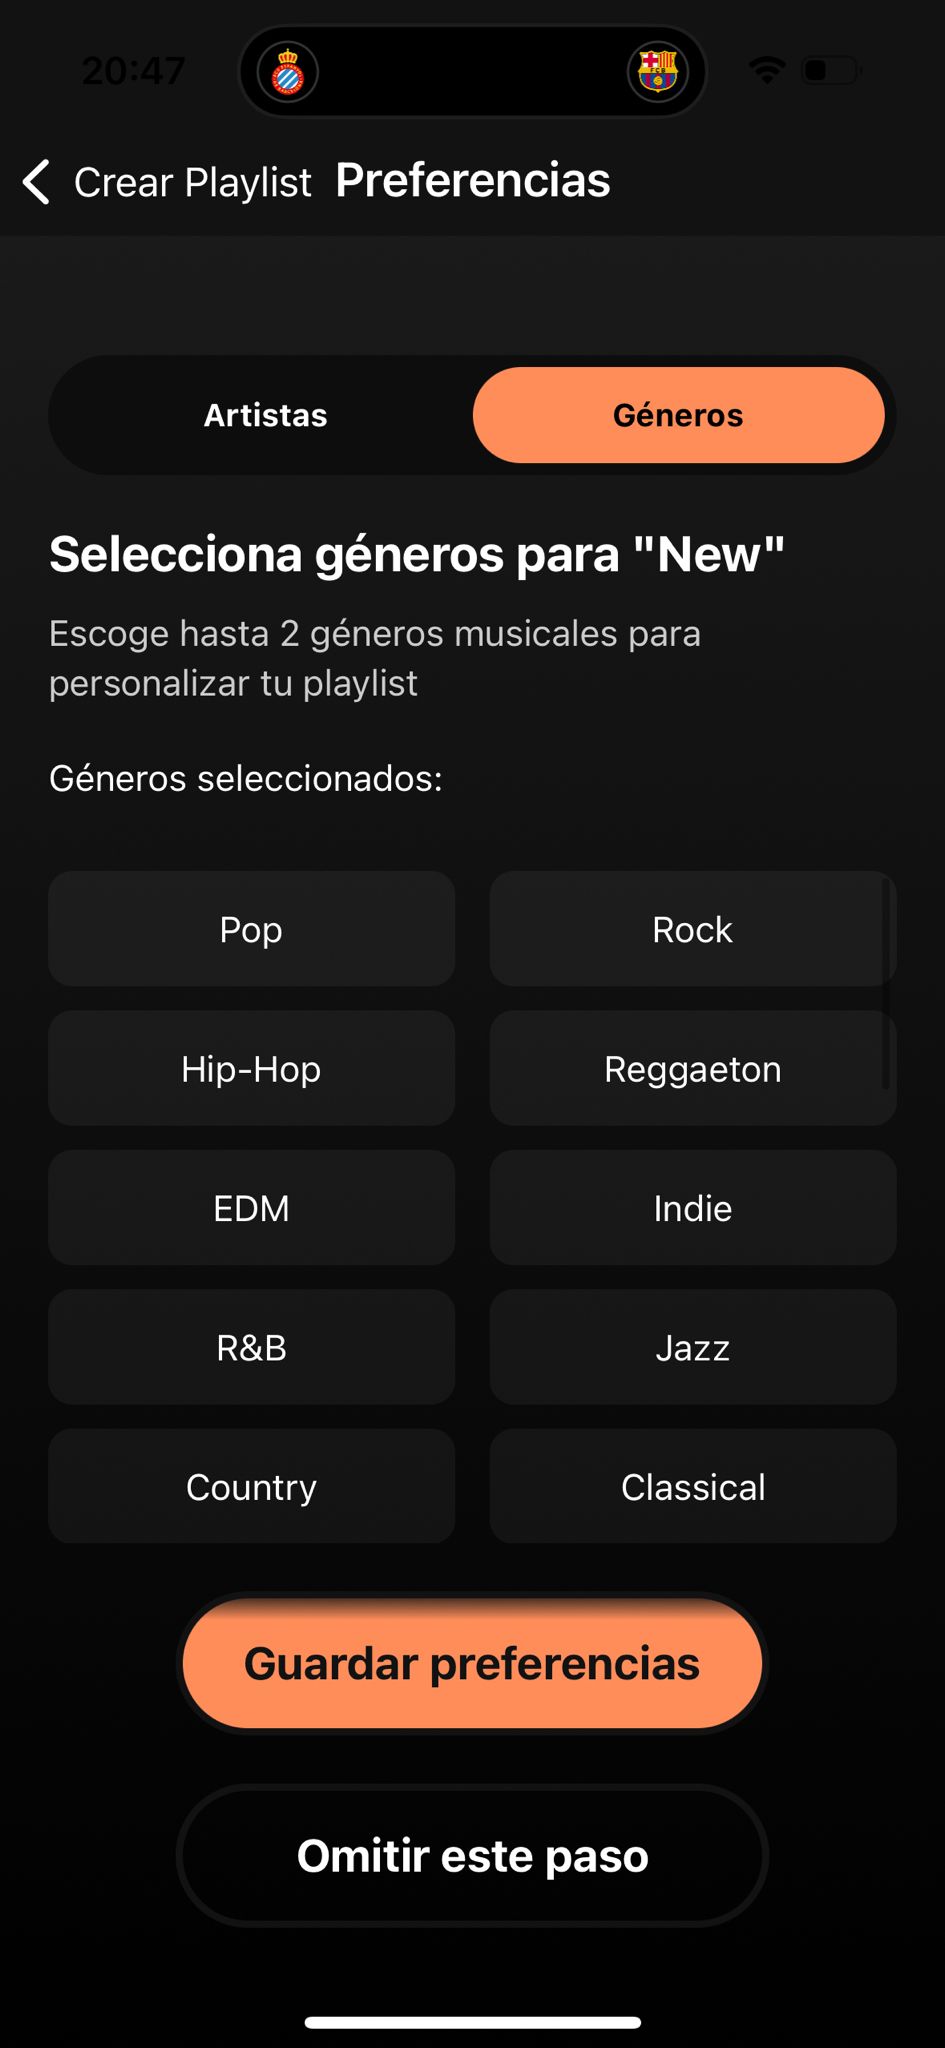 20:47
Crear Playlist Preferencias
Artistas
Géneros
Selecciona géneros para "New"
Escoge hasta 2 géneros musicales para
personalizar tu playlist
Géneros seleccionados:
Pop
Rock
Hip-Hop
Reggaeton
EDM
Indie
R&B
Jazz
Country
Classical
Guardar preferencias
Omitir este paso